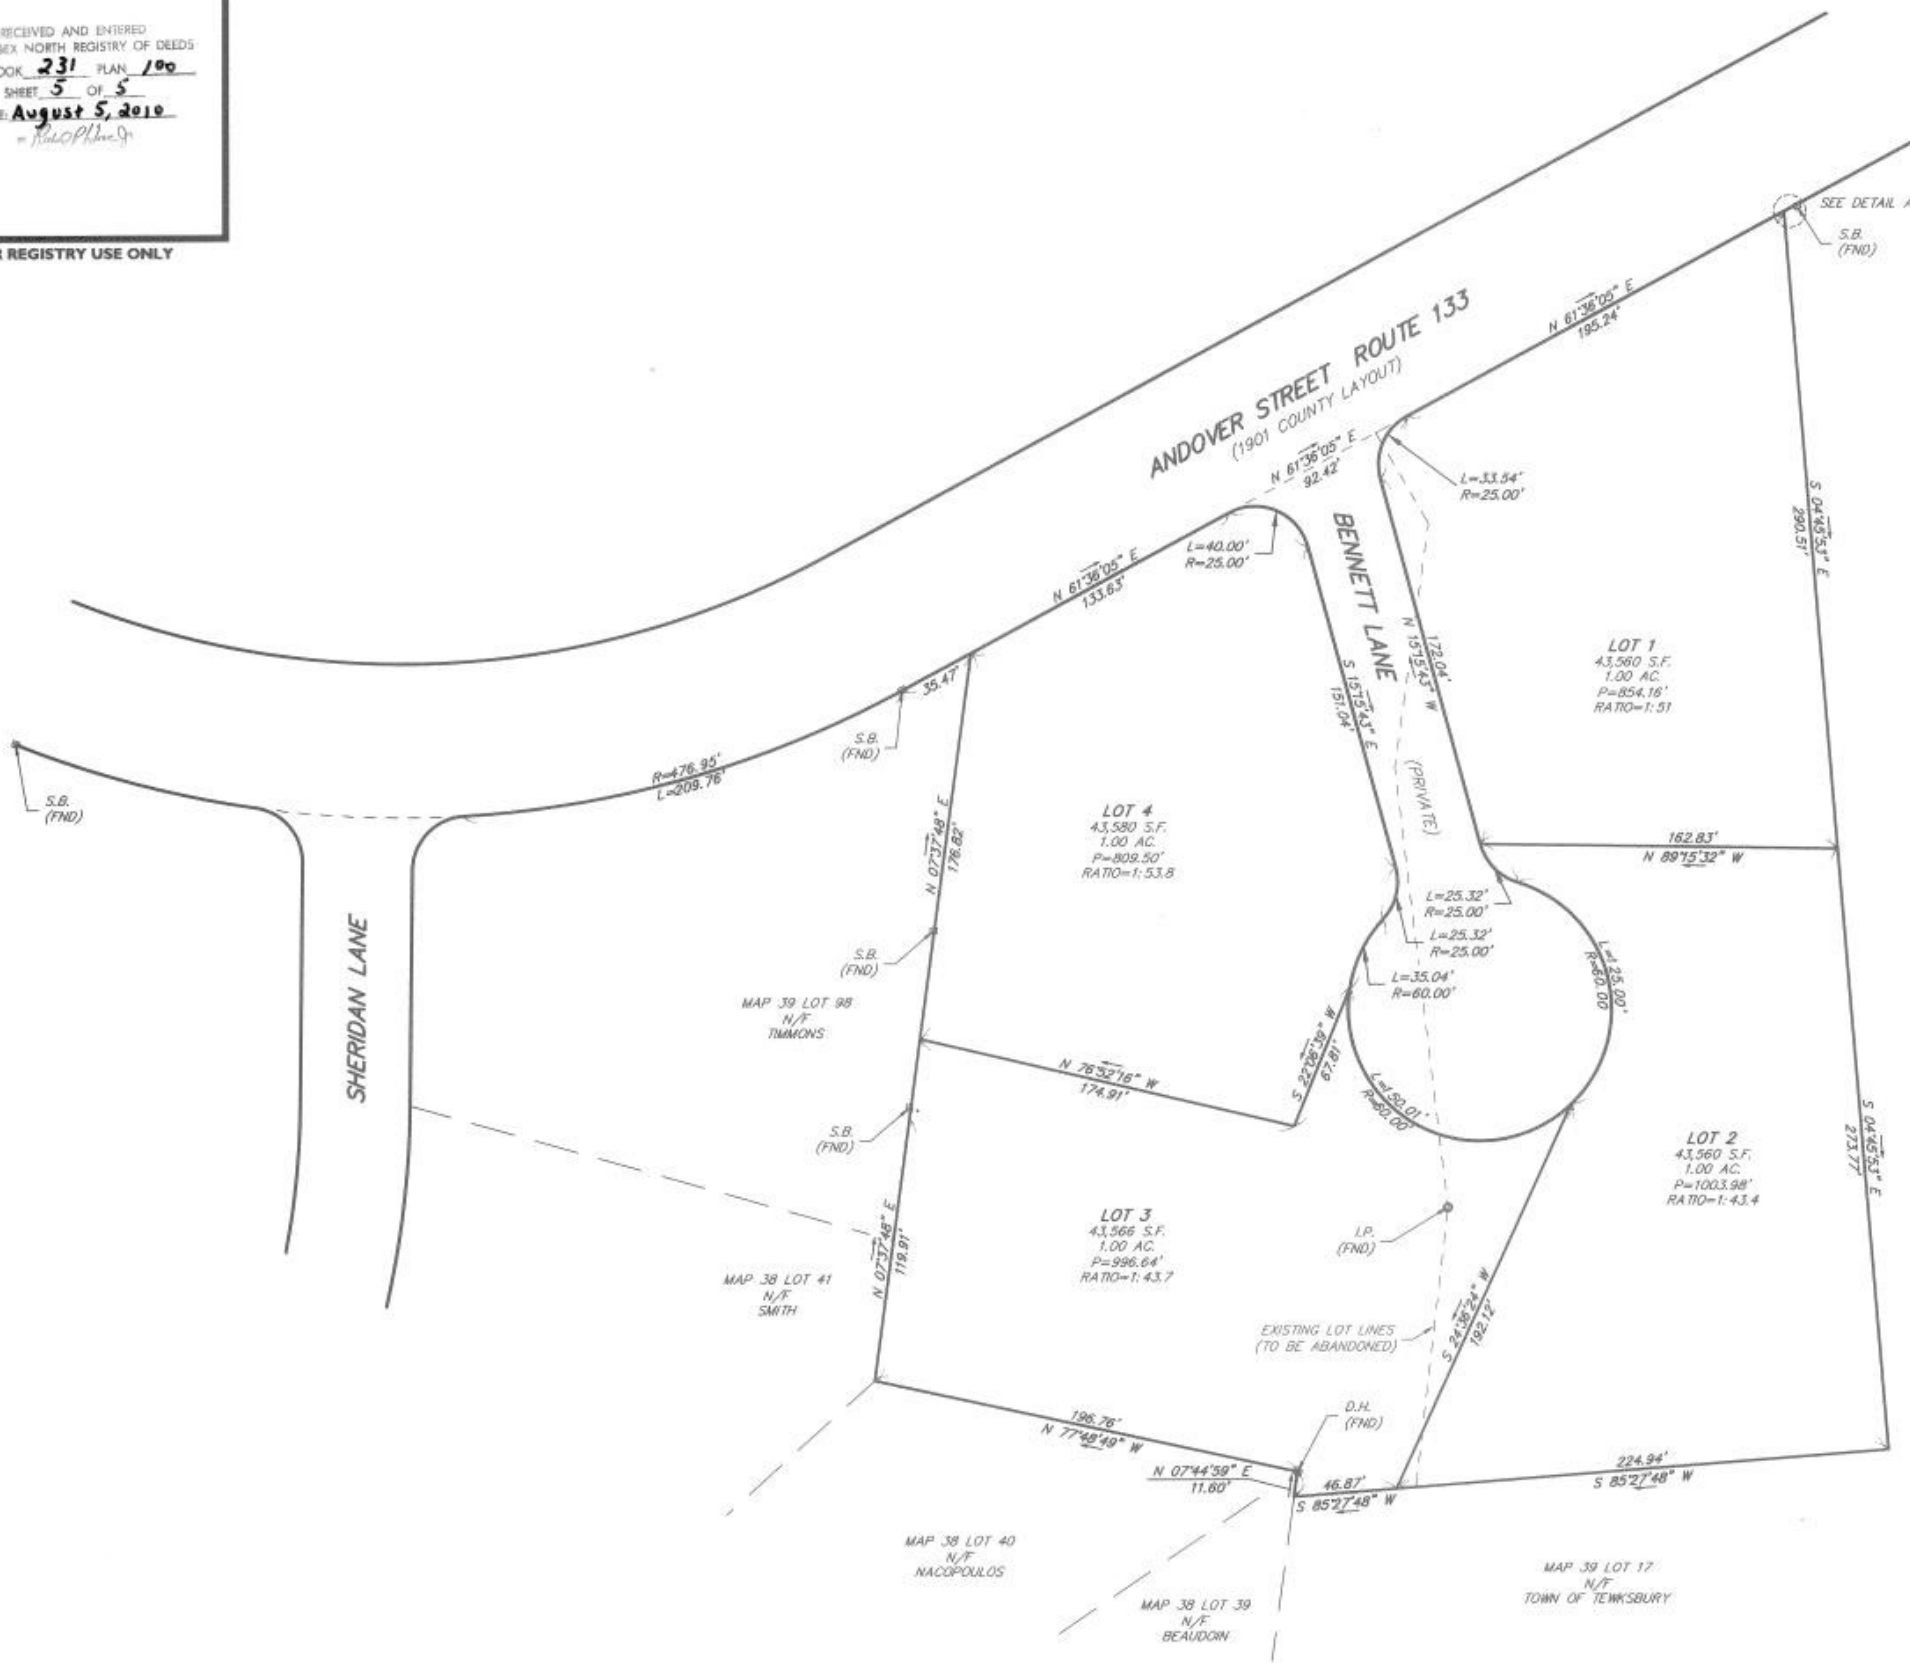 RECEIVED AND ENTERED
SEX NORTH REGISTRY OF DEEDS
OOK 231 PLAN 100
SHEET 5 OF 5
E: August 5, 2010
R REGISTRY USE ONLY
SEE DETAIL A
S.B.
(FND)
N 61°36'05" E
195.24'
ANDOVER STREET ROUTE 133
(1901 COUNTY LAYOUT)
N 61°36'05" E
92.42'
L=33.54'
R=25.00'
L=40.00'
R=25.00'
N 61°36'05" E
133.63'
BENNETT LANE
(PRIVATE)
S 04°45'53" E
290.51'
LOT 1
43,560 S.F.
1.00 AC.
P=854.16'
RATIO=1:51
172.04'
N 15°15'43" W
S 15°15'43" E
151.04'
35.47'
S.B.
(FND)
R=476.95'
L=209.76'
S.B.
(FND)
LOT 4
43,580 S.F.
1.00 AC.
P=809.50'
RATIO=1:53.8
N 07°37'48" E
176.82'
162.83'
N 89°15'32" W
L=25.32'
R=25.00'
L=25.32'
R=25.00'
L=35.04'
R=60.00'
L=125.00'
R=60.00
S.B.
(FND)
MAP 39 LOT 98
N/F
TIMMONS
SHERIDAN LANE
N 76°52'16" W
174.91'
S 22°06'39" W
67.81'
L=150.01'
R=60.00'
S.B.
(FND)
LOT 2
43,560 S.F.
1.00 AC.
P=1003.98'
RATIO=1:43.4
S 04°45'53" E
273.77'
LOT 3
43,566 S.F.
1.00 AC.
P=996.64'
RATIO=1:43.7
I.P.
(FND)
N 07°37'48" E
119.91'
MAP 38 LOT 41
N/F
SMITH
EXISTING LOT LINES
(TO BE ABANDONED)
S 24°36'24" W
192.12'
D.H.
(FND)
196.76'
N 77°48'49" W
N 07°44'59" E
11.60'
46.87'
S 85°27'48" W
224.94'
S 85°27'48" W
MAP 38 LOT 40
N/F
NACOPOULOS
MAP 38 LOT 39
N/F
BEAUDOIN
MAP 39 LOT 17
N/F
TOWN OF TEWKSBURY